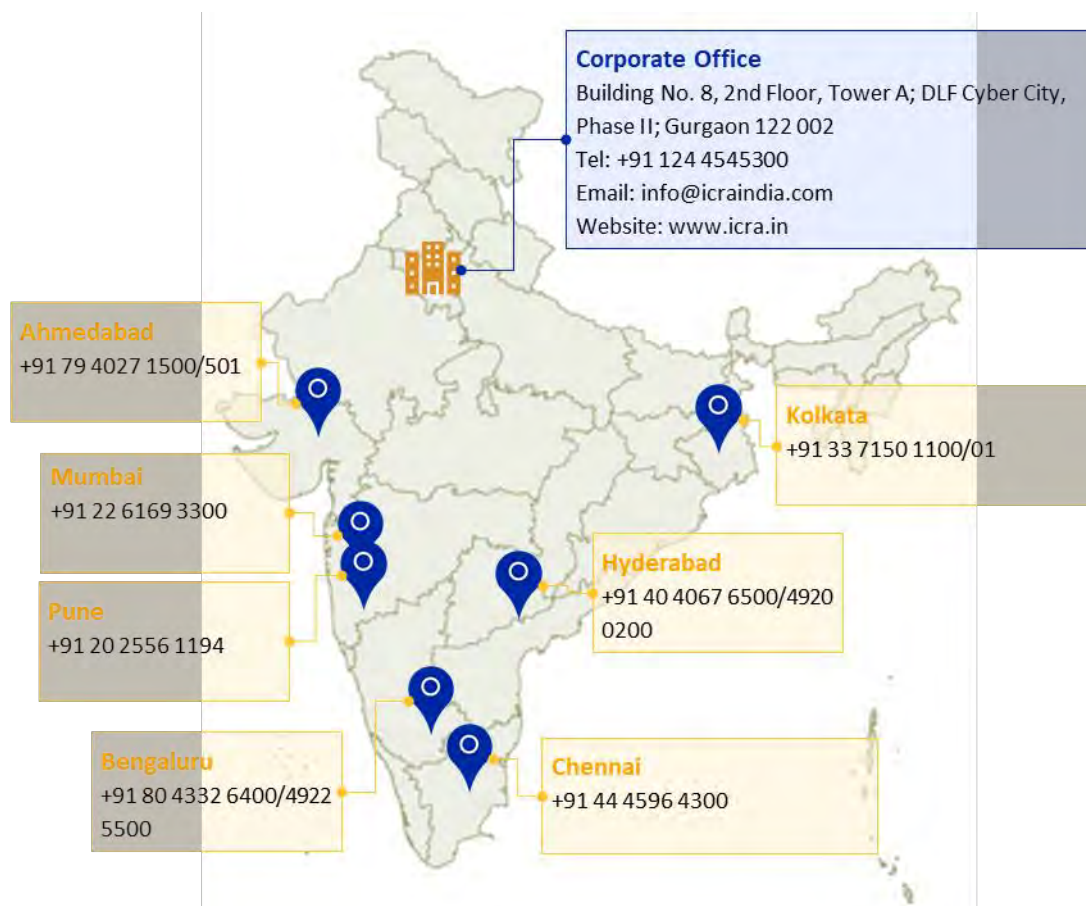 Corporate Office
Building No. 8, 2nd Floor, Tower A; DLF Cyber City,
Phase II; Gurgaon 122 002
Tel: +91 124 4545300
Email: info@icraindia.com
Website: www.icra.in
Ahmedabad
+91 79 4027 1500/501
Kolkata
+91 33 7150 1100/01
Mumbai
+91 22 6169 3300
Hyderabad
+91 40 4067 6500/4920
0200
Pune
+91 20 2556 1194
Bengaluru
+91 80 4332 6400/4922
5500
Chennai
+91 44 4596 4300